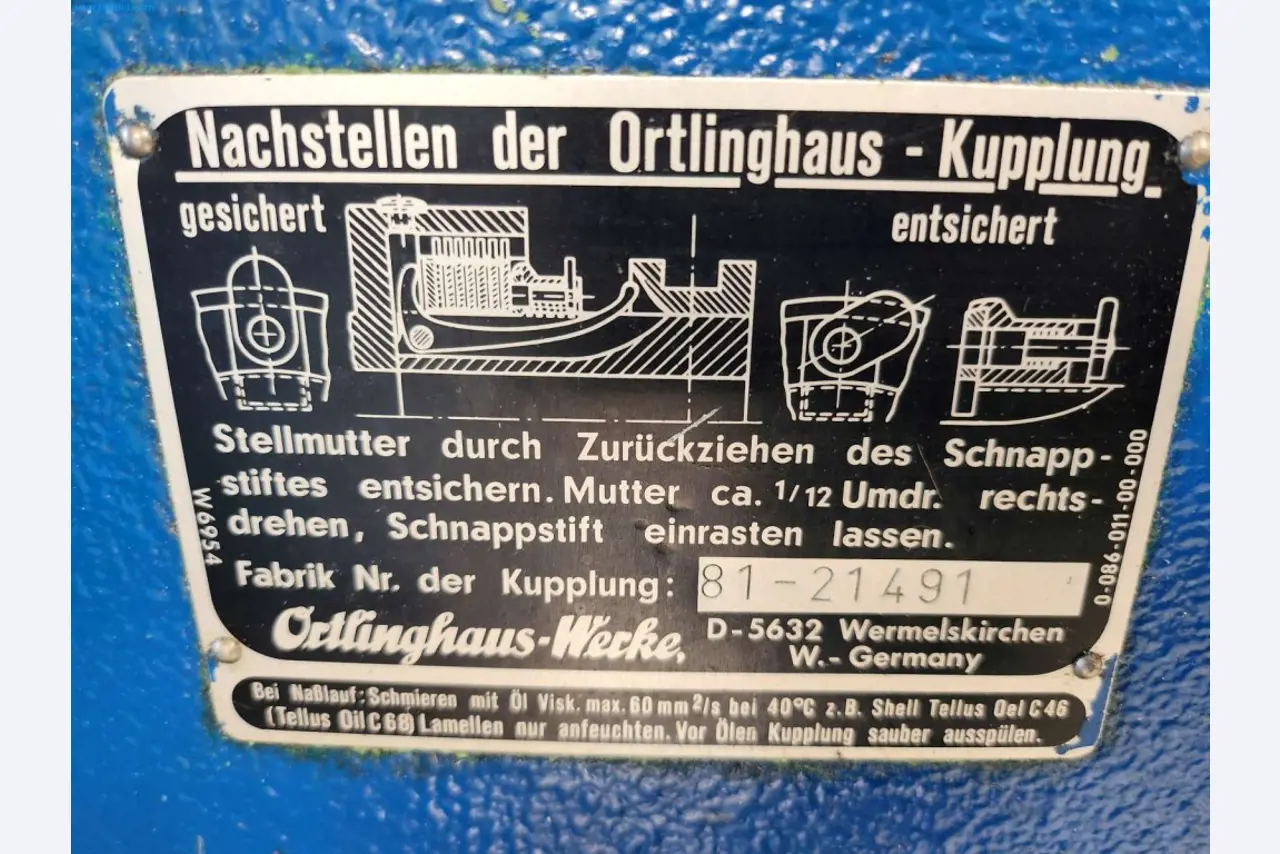 Nachstellen der Ortlinghaus - Kupplung
gesichert
entsichert
Stellmutter durch Zurückziehen des Schnapp-
stiftes entsichern. Mutter ca. 1/12 Umdr. rechts-
drehen, Schnappstift einrasten lassen.
Fabrik Nr. der Kupplung: 81-21491
Ortlinghaus-Werke,
D-5632 Wermelskirchen
W.-Germany
W6954
0-086-011-00-000
Bei Naßlauf: Schmieren mit Öl Visk. max. 60 mm²/s bei 40°C z.B. Shell Tellus Oel C 46
(Tellus Oil C 68) Lamellen nur anfeuchten. Vor Ölen Kupplung sauber ausspülen.